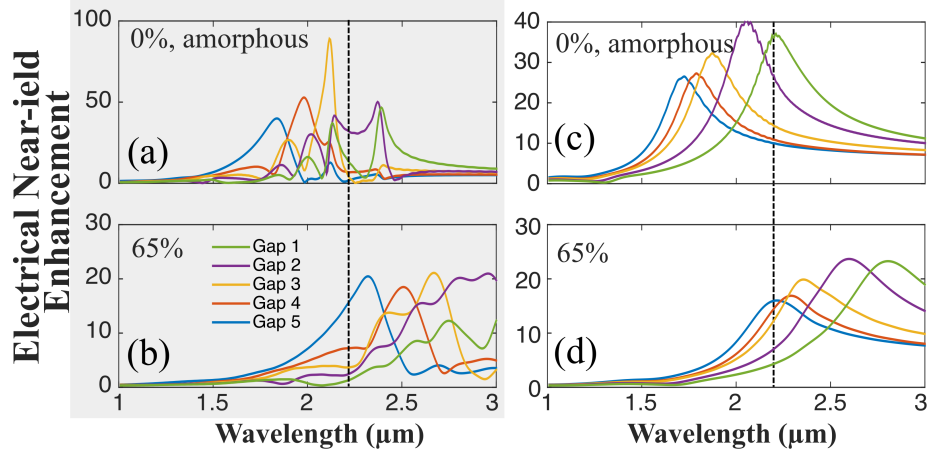 Electrical Near-ield
Enhancement
100
50
0
0%, amorphous
(a)
40
30
20
10
0
0%, amorphous
(c)
30
20
10
0
65%
Gap 1
Gap 2
Gap 3
Gap 4
Gap 5
(b)
1
1.5
2
2.5
3
Wavelength (µm)
30
20
10
0
65%
(d)
1
1.5
2
2.5
3
Wavelength (µm)